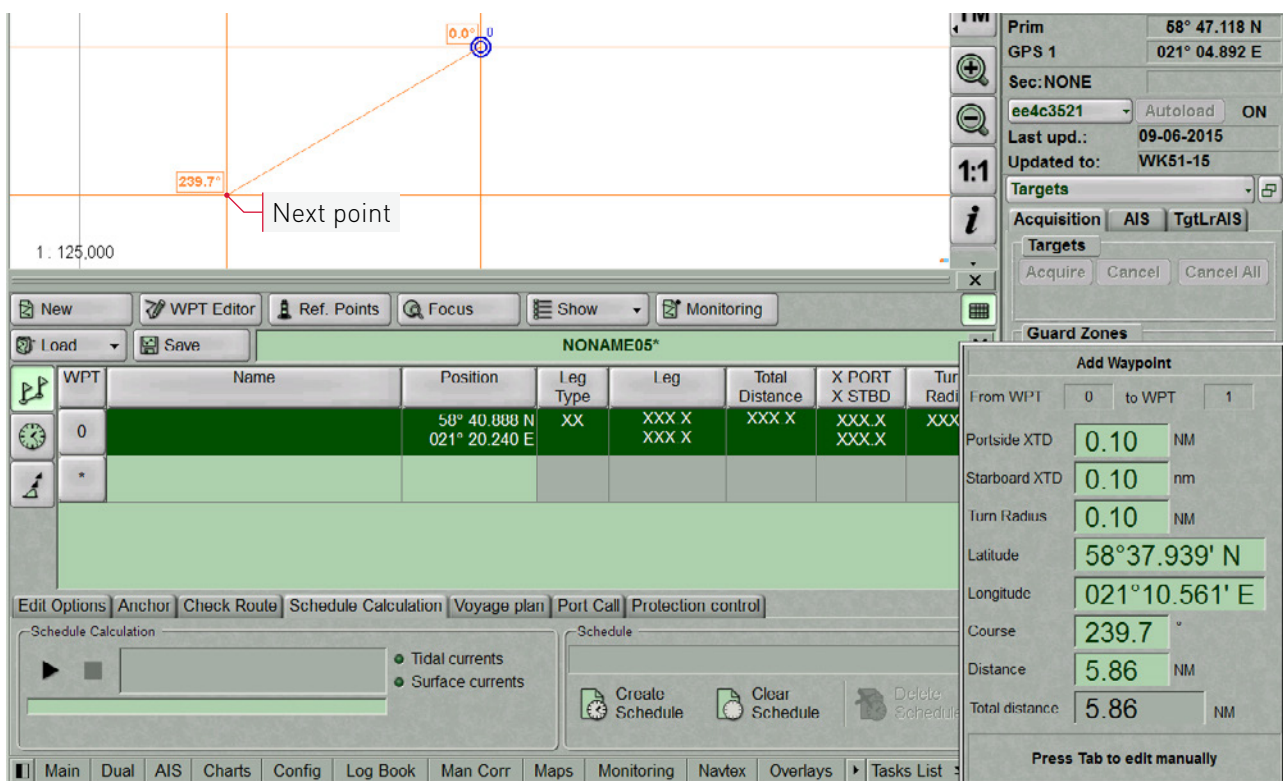 TM
0.0° 0
239.7°
Next point
1 : 125,000
Prim 58° 47.118 N
GPS 1 021° 04.892 E
Sec:NONE
ee4c3521 Autoload ON
Last upd.: 09-06-2015
Updated to: WK51-15
1:1
i
Targets
Acquisition AIS TgtLrAIS
Targets
Acquire Cancel Cancel All
Guard Zones
New WPT Editor Ref. Points Focus Show Monitoring
Load Save NONAME05*
WPT Name Position Leg Type Leg Total Distance X PORT X STBD Tur Radi
0 58° 40.888 N XX XXX X XXX X XXX.X XXX
021° 20.240 E XXX X XXX.X
*
Add Waypoint
From WPT 0 to WPT 1
Portside XTD 0.10 NM
Starboard XTD 0.10 nm
Turn Radius 0.10 NM
Latitude 58°37.939' N
Longitude 021°10.561' E
Course 239.7 °
Distance 5.86 NM
Total distance 5.86 NM
Press Tab to edit manually
Edit Options Anchor Check Route Schedule Calculation Voyage plan Port Call Protection control
Schedule Calculation
Tidal currents
Surface currents
Schedule
Create Schedule Clear Schedule Delete Schedule
Main Dual AIS Charts Config Log Book Man Corr Maps Monitoring Navtex Overlays Tasks List